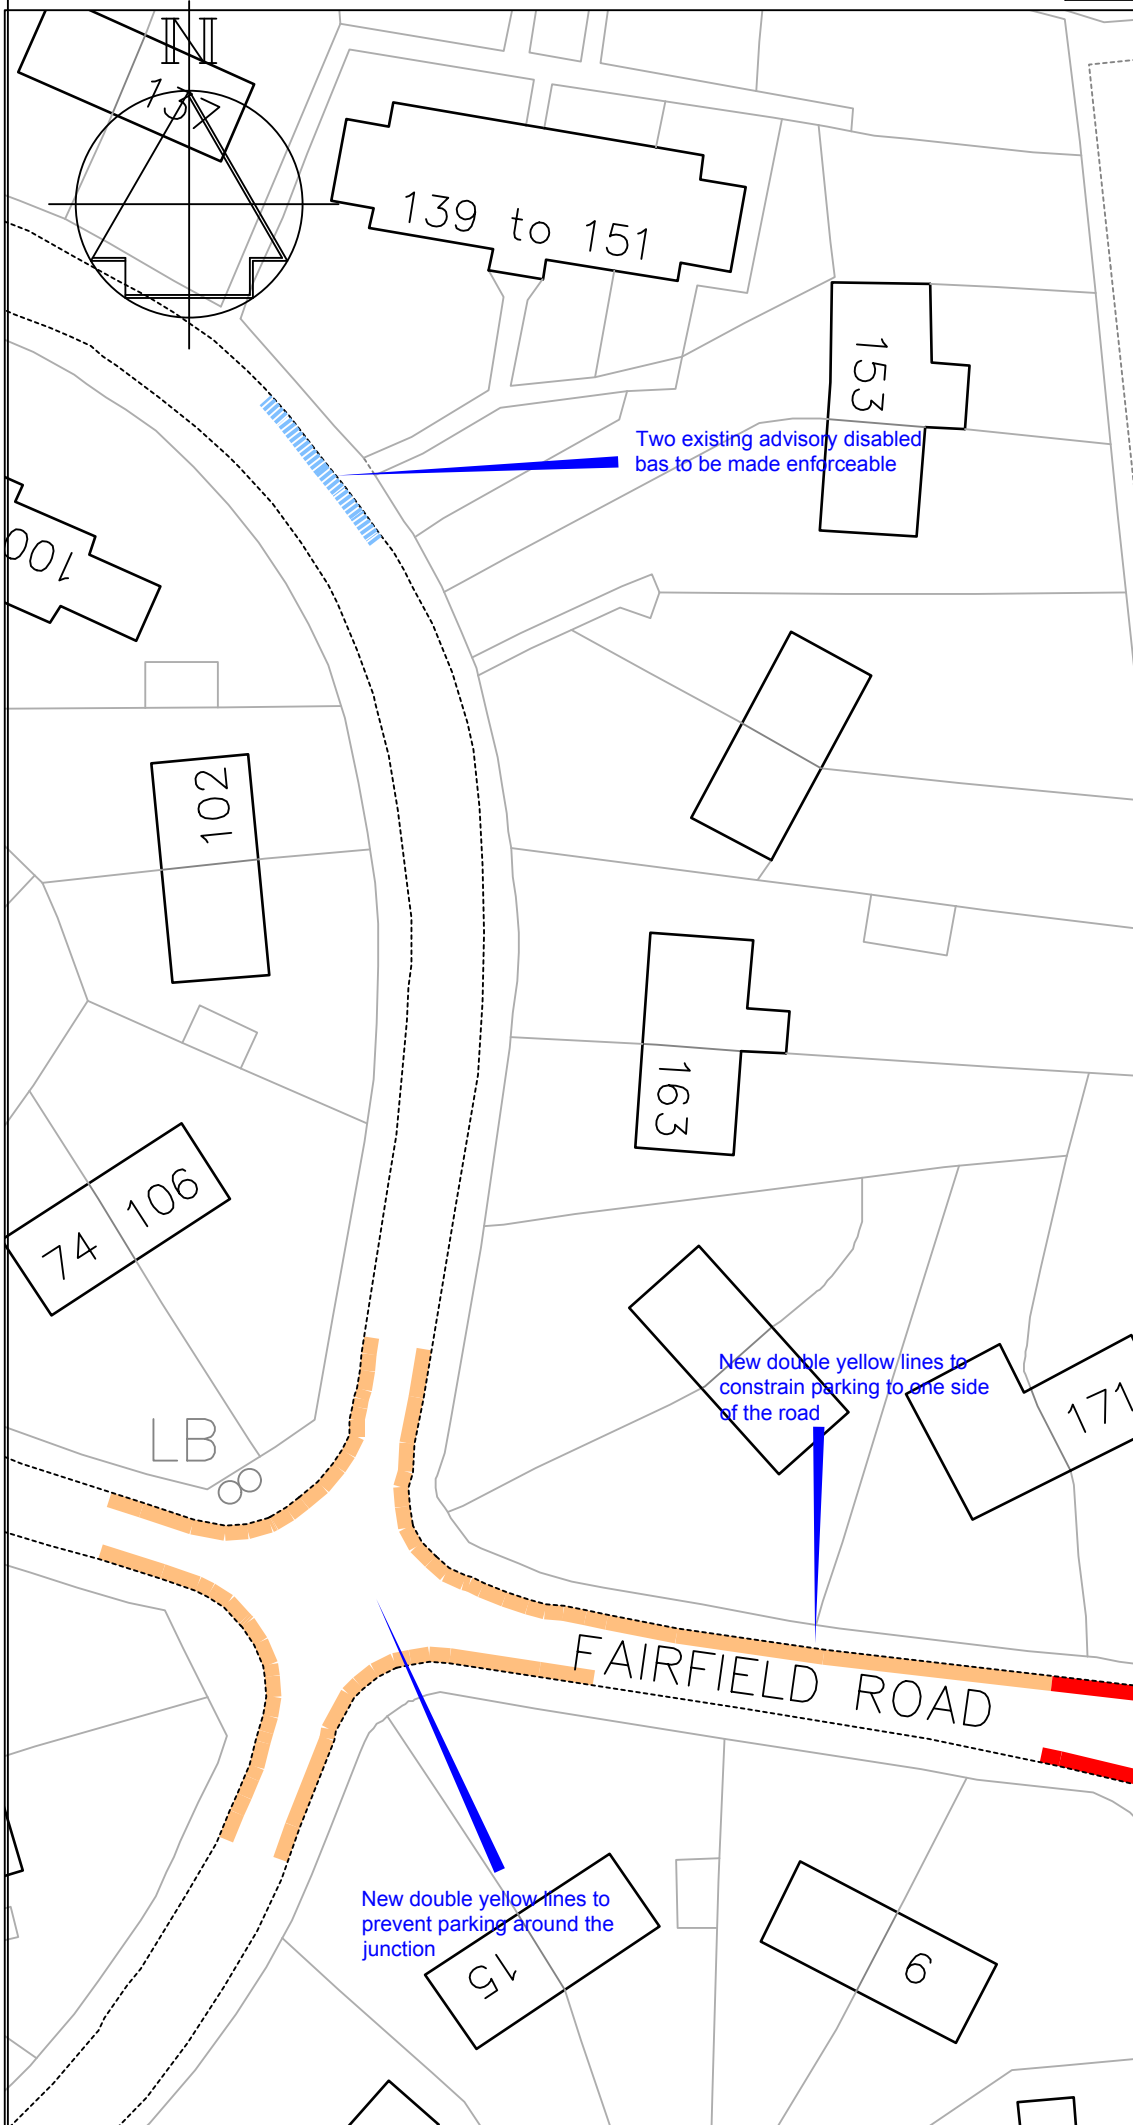 N
137
139 to 151
153
Two existing advisory disabled
bas to be made enforceable
100
102
163
106
74
New double yellow lines to
constrain parking to one side
of the road
171
LB
FAIRFIELD ROAD
New double yellow lines to
prevent parking around the
junction
15
9